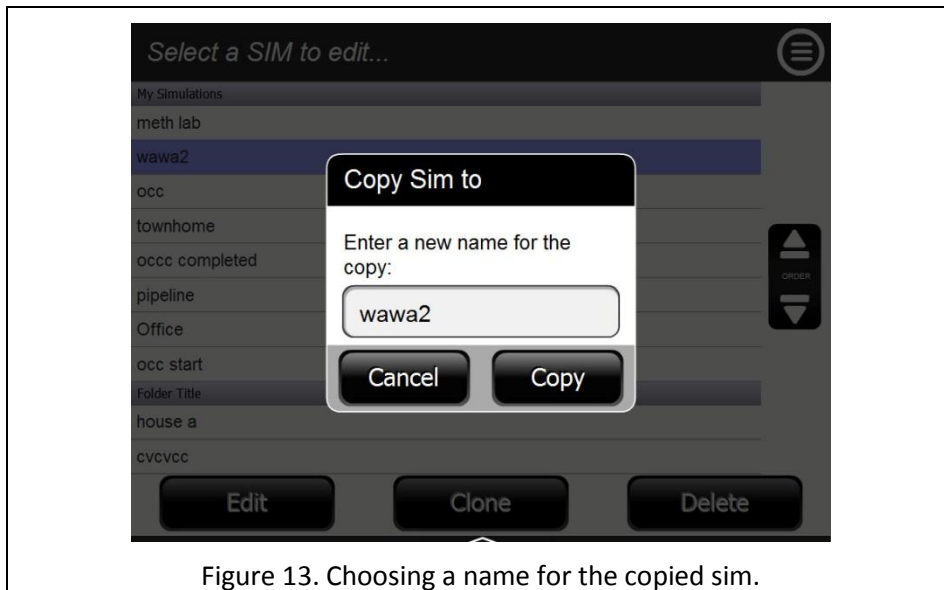 Select a SIM to edit...
My Simulations
meth lab
wawa2
occ
townhome
occc completed
pipeline
Office
occ start
Folder Title
house a
cvcvcc
Copy Sim to
Enter a new name for the
copy:
wawa2
Cancel Copy
ORDER
Edit Clone Delete
Figure 13. Choosing a name for the copied sim.